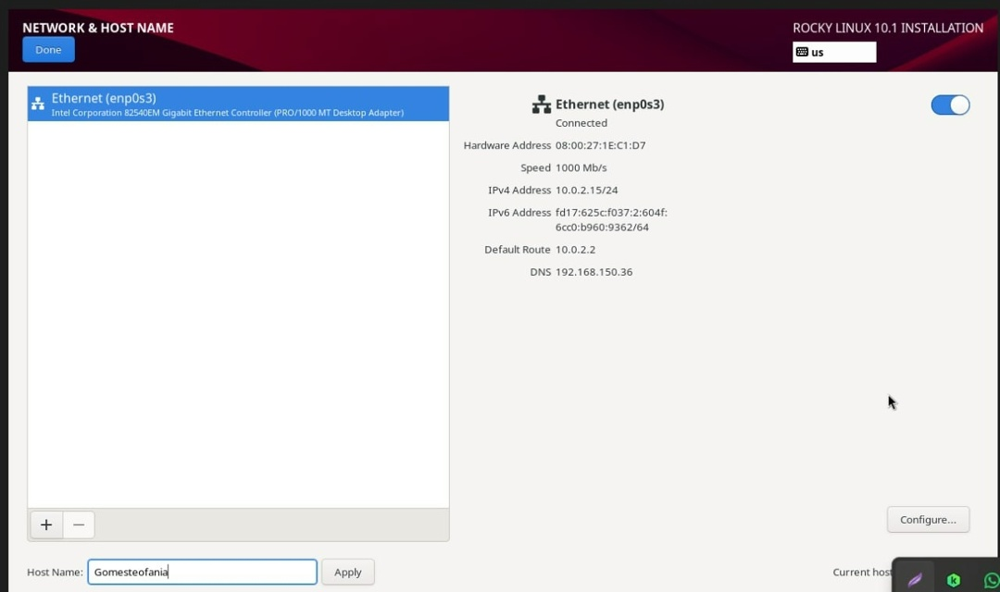 NETWORK & HOST NAME
Done
ROCKY LINUX 10.1 INSTALLATION
us
Ethernet (enp0s3)
Intel Corporation 82540EM Gigabit Ethernet Controller (PRO/1000 MT Desktop Adapter)
Ethernet (enp0s3)
Connected
Hardware Address 08:00:27:1E:C1:D7
Speed 1000 Mb/s
IPv4 Address 10.0.2.15/24
IPv6 Address fd17:625c:f037:2:604f:
6cc0:b960:9362/64
Default Route 10.0.2.2
DNS 192.168.150.36
+ −
Configure...
Host Name: Gomesteofania Apply
Current host